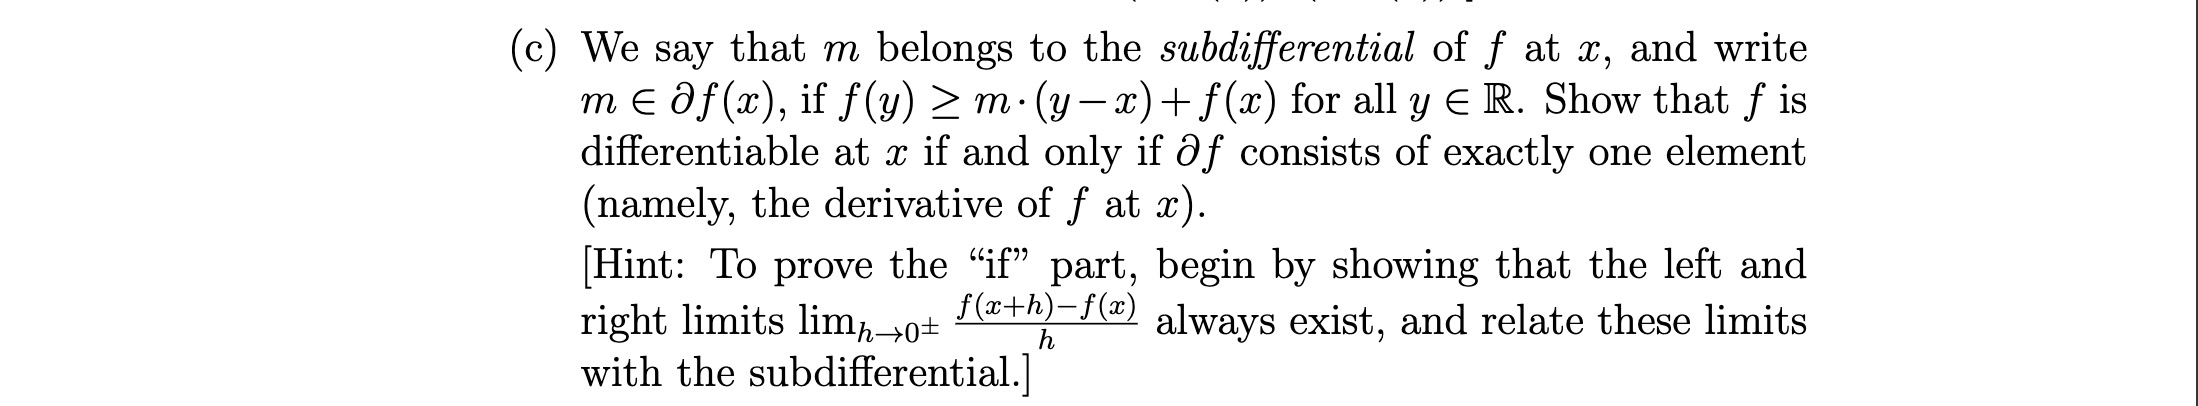 (c) We say that m belongs to the subdifferential of f at x, and write
m ∈ ∂f(x), if f(y) ≥ m · (y − x) + f(x) for all y ∈ ℝ. Show that f is
differentiable at x if and only if ∂f consists of exactly one element
(namely, the derivative of f at x).
[Hint: To prove the “if” part, begin by showing that the left and
right limits lim_{h→0^±} \frac{f(x+h)−f(x)}{h} always exist, and relate these limits
with the subdifferential.]